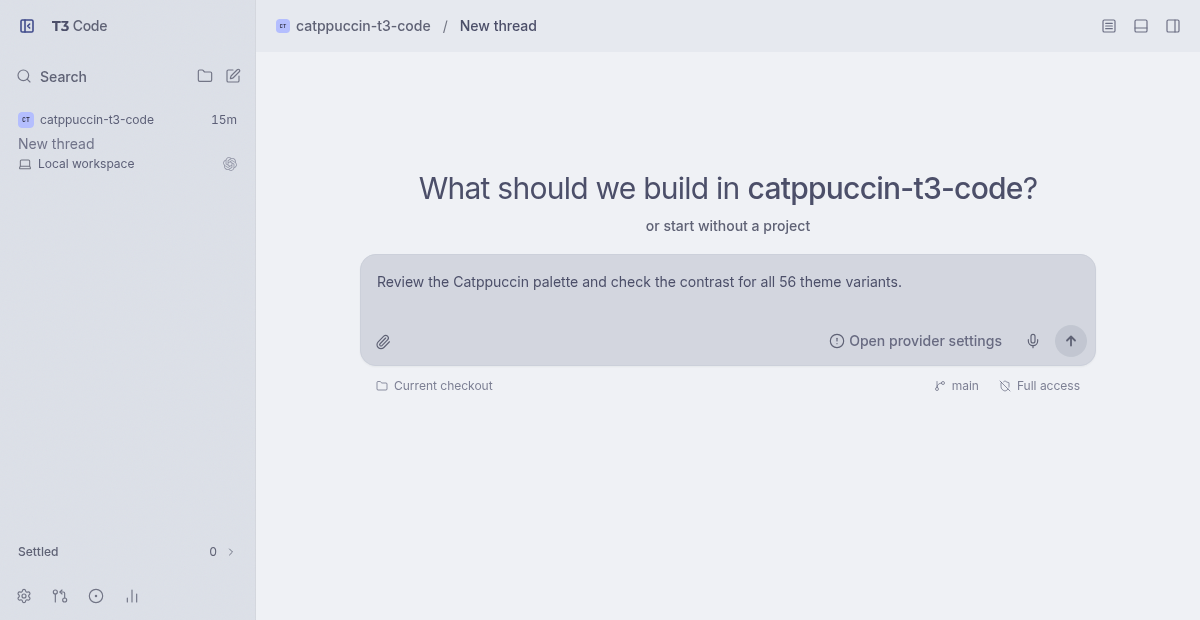 T3 Code
Search
CT catppuccin-t3-code 15m
New thread
Local workspace
Settled 0
CT catppuccin-t3-code / New thread
What should we build in catppuccin-t3-code?
or start without a project
Review the Catppuccin palette and check the contrast for all 56 theme variants.
Open provider settings
Current checkout main Full access